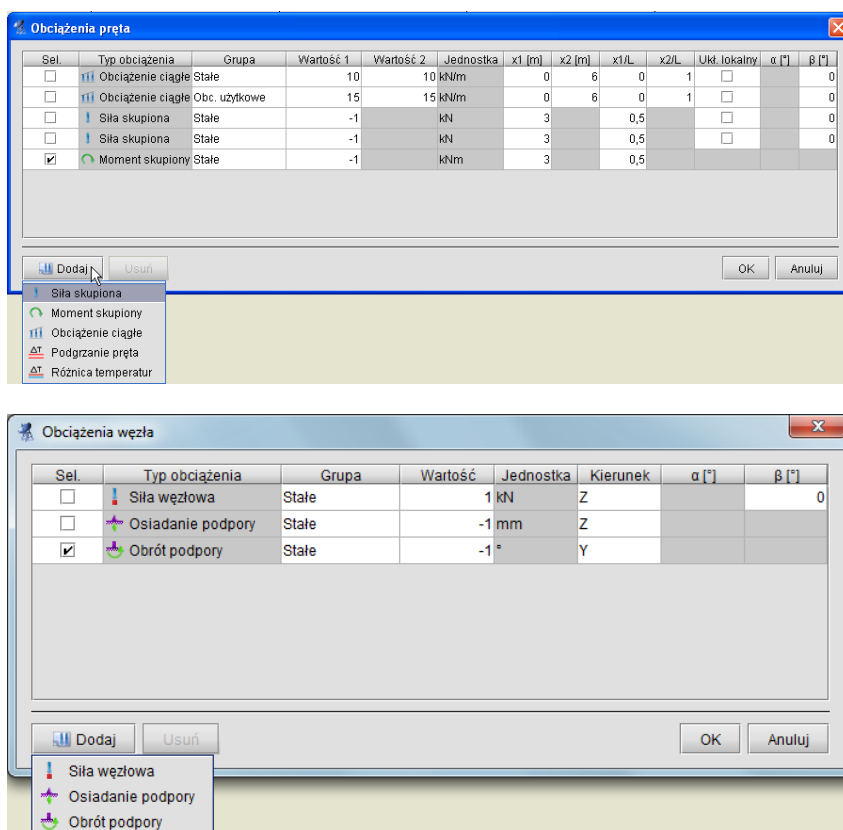 Obciążenia pręta
Sel. Typ obciążenia Grupa Wartość 1 Wartość 2 Jednostka x1 [m] x2 [m] x1/L x2/L Ukł. lokalny α [°] β [°]
Obciążenie ciągłe Stałe 10 10 kN/m 0 6 0 1 0
Obciążenie ciągłe Obc. użytkowe 15 15 kN/m 0 6 0 1 0
Siła skupiona Stałe -1 kN 3 0,5 0
Siła skupiona Stałe -1 kN 3 0,5 0
Moment skupiony Stałe -1 kNm 3 0,5
Dodaj Usuń OK Anuluj
Siła skupiona
Moment skupiony
Obciążenie ciągłe
ΔT Podgrzanie pręta
ΔT Różnica temperatur
Obciążenia węzła
Sel. Typ obciążenia Grupa Wartość Jednostka Kierunek α [°] β [°]
Siła węzłowa Stałe 1 kN Z 0
Osiadanie podpory Stałe -1 mm Z
Obrót podpory Stałe -1 ° Y
Dodaj Usuń OK Anuluj
Siła węzłowa
Osiadanie podpory
Obrót podpory